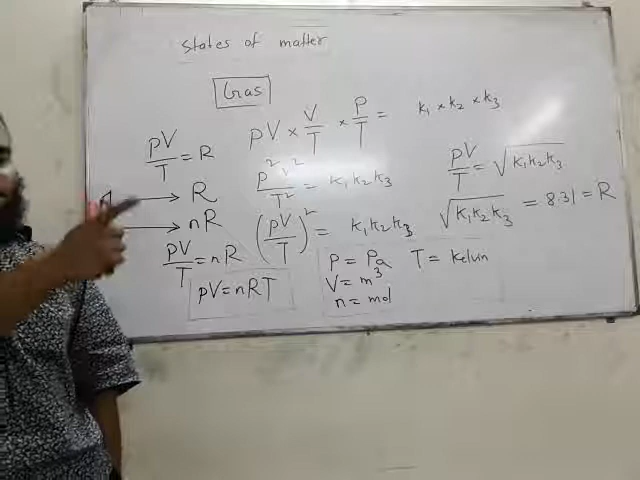 States of matter
Gas
PV × V/T × P/T = k₁ × k₂ × k₃
P²V²/T² = k₁k₂k₃
(PV/T)² = k₁k₂k₃
PV/T = √k₁k₂k₃
√k₁k₂k₃ = 8.31 = R
PV/T = R
→ R
→ nR
PV/T = nR
PV = nRT
P = Pa T = Kelvin
V = m³
n = mol